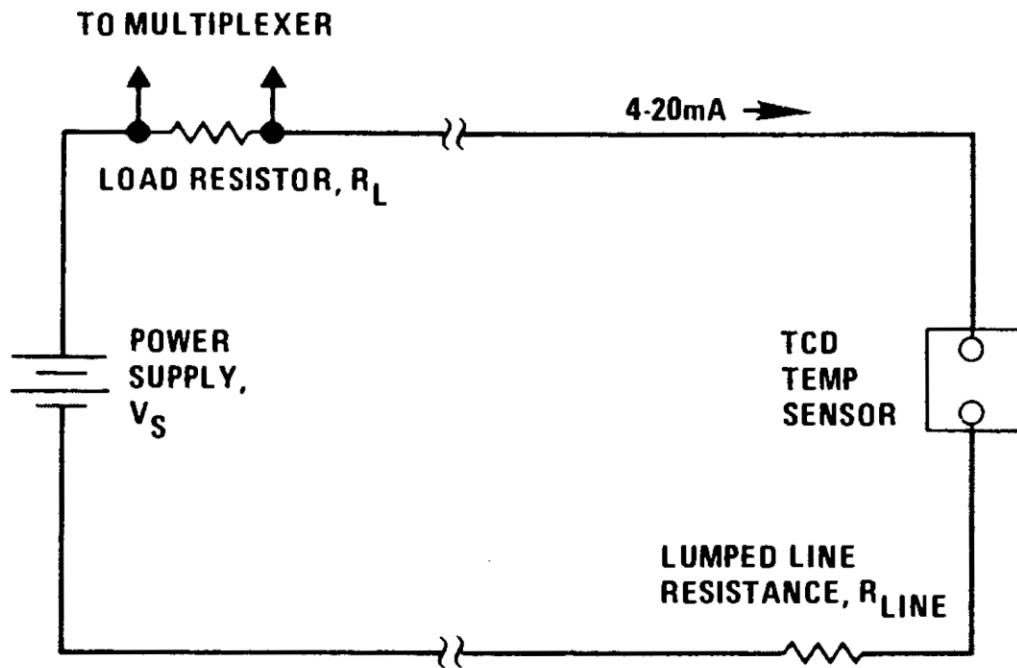 TO MULTIPLEXER
4-20mA
LOAD RESISTOR, RL
POWER
SUPPLY,
VS
TCD
TEMP
SENSOR
LUMPED LINE
RESISTANCE, RLINE